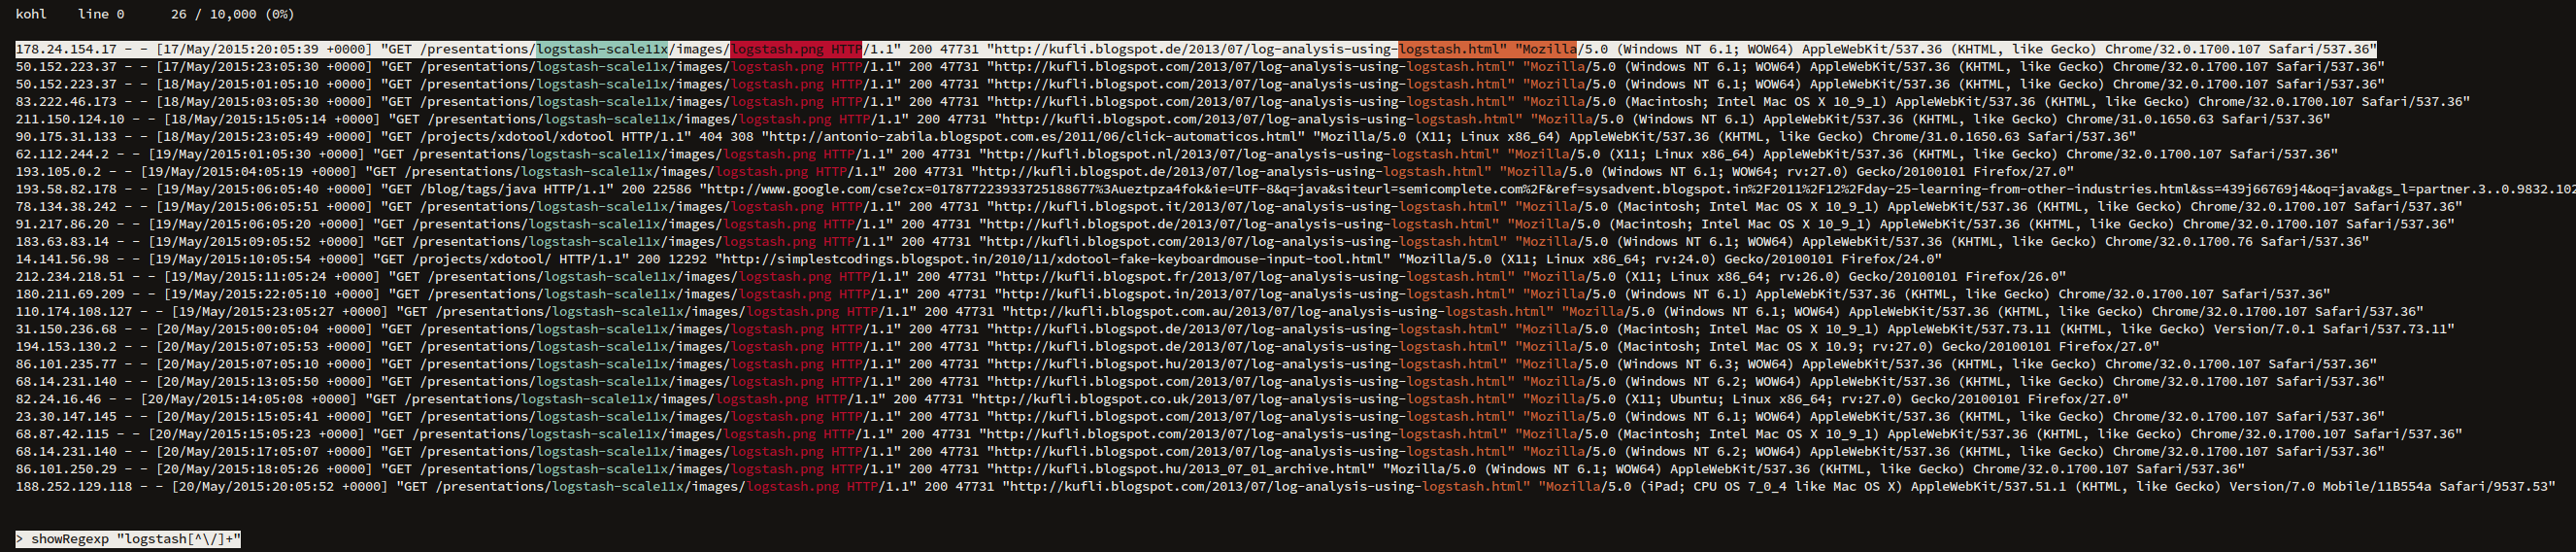 kohl    line 0      26 / 10,000 (0%)
178.24.154.17 - - [17/May/2015:20:05:39 +0000] "GET /presentations/logstash-scale11x/images/logstash.png HTTP/1.1" 200 47731 "http://kufli.blogspot.de/2013/07/log-analysis-using-logstash.html" "Mozilla/5.0 (Windows NT 6.1; WOW64) AppleWebKit/537.36 (KHTML, like Gecko) Chrome/32.0.1700.107 Safari/537.36"
50.152.223.37 - - [17/May/2015:23:05:30 +0000] "GET /presentations/logstash-scale11x/images/logstash.png HTTP/1.1" 200 47731 "http://kufli.blogspot.com/2013/07/log-analysis-using-logstash.html" "Mozilla/5.0 (Windows NT 6.1; WOW64) AppleWebKit/537.36 (KHTML, like Gecko) Chrome/32.0.1700.107 Safari/537.36"
50.152.223.37 - - [18/May/2015:01:05:10 +0000] "GET /presentations/logstash-scale11x/images/logstash.png HTTP/1.1" 200 47731 "http://kufli.blogspot.com/2013/07/log-analysis-using-logstash.html" "Mozilla/5.0 (Windows NT 6.1; WOW64) AppleWebKit/537.36 (KHTML, like Gecko) Chrome/32.0.1700.107 Safari/537.36"
83.222.46.173 - - [18/May/2015:03:05:30 +0000] "GET /presentations/logstash-scale11x/images/logstash.png HTTP/1.1" 200 47731 "http://kufli.blogspot.com/2013/07/log-analysis-using-logstash.html" "Mozilla/5.0 (Macintosh; Intel Mac OS X 10_9_1) AppleWebKit/537.36 (KHTML, like Gecko) Chrome/32.0.1700.107 Safari/537.36"
211.150.124.10 - - [18/May/2015:15:05:14 +0000] "GET /presentations/logstash-scale11x/images/logstash.png HTTP/1.1" 200 47731 "http://kufli.blogspot.com/2013/07/log-analysis-using-logstash.html" "Mozilla/5.0 (Windows NT 6.1) AppleWebKit/537.36 (KHTML, like Gecko) Chrome/31.0.1650.63 Safari/537.36"
90.175.31.133 - - [18/May/2015:23:05:49 +0000] "GET /projects/xdotool/xdotool HTTP/1.1" 404 308 "http://antonio-zabila.blogspot.com.es/2011/06/click-automaticos.html" "Mozilla/5.0 (X11; Linux x86_64) AppleWebKit/537.36 (KHTML, like Gecko) Chrome/31.0.1650.63 Safari/537.36"
62.112.244.2 - - [19/May/2015:01:05:30 +0000] "GET /presentations/logstash-scale11x/images/logstash.png HTTP/1.1" 200 47731 "http://kufli.blogspot.nl/2013/07/log-analysis-using-logstash.html" "Mozilla/5.0 (X11; Linux x86_64) AppleWebKit/537.36 (KHTML, like Gecko) Chrome/32.0.1700.107 Safari/537.36"
193.105.0.2 - - [19/May/2015:04:05:19 +0000] "GET /presentations/logstash-scale11x/images/logstash.png HTTP/1.1" 200 47731 "http://kufli.blogspot.com/2013/07/log-analysis-using-logstash.html" "Mozilla/5.0 (Windows NT 6.1; WOW64; rv:27.0) Gecko/20100101 Firefox/27.0"
193.58.82.178 - - [19/May/2015:06:05:40 +0000] "GET /blog/tags/java HTTP/1.1" 200 22586 "http://www.google.com/cse?cx=017877223933725188677%3Aueztpza4fok&ie=UTF-8&q=java&siteurl=semicomplete.com%2F&ref=sysadvent.blogspot.in%2F2011%2F12%2Fday-25-learning-from-other-industries.html&ss=439j66769j4&oq=java&gs_l=partner.3..0.9832.102
78.134.38.242 - - [19/May/2015:06:05:51 +0000] "GET /presentations/logstash-scale11x/images/logstash.png HTTP/1.1" 200 47731 "http://kufli.blogspot.it/2013/07/log-analysis-using-logstash.html" "Mozilla/5.0 (Macintosh; Intel Mac OS X 10_9_1) AppleWebKit/537.36 (KHTML, like Gecko) Chrome/32.0.1700.107 Safari/537.36"
91.217.86.20 - - [19/May/2015:06:05:20 +0000] "GET /presentations/logstash-scale11x/images/logstash.png HTTP/1.1" 200 47731 "http://kufli.blogspot.de/2013/07/log-analysis-using-logstash.html" "Mozilla/5.0 (Macintosh; Intel Mac OS X 10_9_1) AppleWebKit/537.36 (KHTML, like Gecko) Chrome/32.0.1700.107 Safari/537.36"
183.63.83.14 - - [19/May/2015:09:05:52 +0000] "GET /presentations/logstash-scale11x/images/logstash.png HTTP/1.1" 200 47731 "http://kufli.blogspot.com/2013/07/log-analysis-using-logstash.html" "Mozilla/5.0 (Windows NT 6.1; WOW64) AppleWebKit/537.36 (KHTML, like Gecko) Chrome/32.0.1700.76 Safari/537.36"
14.141.56.98 - - [19/May/2015:10:05:54 +0000] "GET /projects/xdotool/ HTTP/1.1" 200 12292 "http://simplestcodings.blogspot.in/2010/11/xdotool-fake-keyboardmouse-input-tool.html" "Mozilla/5.0 (X11; Linux x86_64; rv:24.0) Gecko/20100101 Firefox/24.0"
212.234.218.51 - - [19/May/2015:11:05:24 +0000] "GET /presentations/logstash-scale11x/images/logstash.png HTTP/1.1" 200 47731 "http://kufli.blogspot.fr/2013/07/log-analysis-using-logstash.html" "Mozilla/5.0 (X11; Linux x86_64; rv:26.0) Gecko/20100101 Firefox/26.0"
180.211.69.209 - - [19/May/2015:22:05:10 +0000] "GET /presentations/logstash-scale11x/images/logstash.png HTTP/1.1" 200 47731 "http://kufli.blogspot.in/2013/07/log-analysis-using-logstash.html" "Mozilla/5.0 (Windows NT 6.1) AppleWebKit/537.36 (KHTML, like Gecko) Chrome/32.0.1700.107 Safari/537.36"
110.174.108.127 - - [19/May/2015:23:05:27 +0000] "GET /presentations/logstash-scale11x/images/logstash.png HTTP/1.1" 200 47731 "http://kufli.blogspot.com.au/2013/07/log-analysis-using-logstash.html" "Mozilla/5.0 (Windows NT 6.1; WOW64) AppleWebKit/537.36 (KHTML, like Gecko) Chrome/32.0.1700.107 Safari/537.36"
31.150.236.68 - - [20/May/2015:00:05:04 +0000] "GET /presentations/logstash-scale11x/images/logstash.png HTTP/1.1" 200 47731 "http://kufli.blogspot.de/2013/07/log-analysis-using-logstash.html" "Mozilla/5.0 (Macintosh; Intel Mac OS X 10_9_1) AppleWebKit/537.73.11 (KHTML, like Gecko) Version/7.0.1 Safari/537.73.11"
194.153.130.2 - - [20/May/2015:07:05:53 +0000] "GET /presentations/logstash-scale11x/images/logstash.png HTTP/1.1" 200 47731 "http://kufli.blogspot.de/2013/07/log-analysis-using-logstash.html" "Mozilla/5.0 (Macintosh; Intel Mac OS X 10.9; rv:27.0) Gecko/20100101 Firefox/27.0"
86.101.235.77 - - [20/May/2015:07:05:10 +0000] "GET /presentations/logstash-scale11x/images/logstash.png HTTP/1.1" 200 47731 "http://kufli.blogspot.hu/2013/07/log-analysis-using-logstash.html" "Mozilla/5.0 (Windows NT 6.3; WOW64) AppleWebKit/537.36 (KHTML, like Gecko) Chrome/32.0.1700.107 Safari/537.36"
68.14.231.140 - - [20/May/2015:13:05:50 +0000] "GET /presentations/logstash-scale11x/images/logstash.png HTTP/1.1" 200 47731 "http://kufli.blogspot.com/2013/07/log-analysis-using-logstash.html" "Mozilla/5.0 (Windows NT 6.2; WOW64) AppleWebKit/537.36 (KHTML, like Gecko) Chrome/32.0.1700.107 Safari/537.36"
82.24.16.46 - - [20/May/2015:14:05:08 +0000] "GET /presentations/logstash-scale11x/images/logstash.png HTTP/1.1" 200 47731 "http://kufli.blogspot.co.uk/2013/07/log-analysis-using-logstash.html" "Mozilla/5.0 (X11; Ubuntu; Linux x86_64; rv:27.0) Gecko/20100101 Firefox/27.0"
23.30.147.145 - - [20/May/2015:15:05:41 +0000] "GET /presentations/logstash-scale11x/images/logstash.png HTTP/1.1" 200 47731 "http://kufli.blogspot.com/2013/07/log-analysis-using-logstash.html" "Mozilla/5.0 (Windows NT 6.1; WOW64) AppleWebKit/537.36 (KHTML, like Gecko) Chrome/32.0.1700.107 Safari/537.36"
68.87.42.115 - - [20/May/2015:15:05:23 +0000] "GET /presentations/logstash-scale11x/images/logstash.png HTTP/1.1" 200 47731 "http://kufli.blogspot.com/2013/07/log-analysis-using-logstash.html" "Mozilla/5.0 (Macintosh; Intel Mac OS X 10_9_1) AppleWebKit/537.36 (KHTML, like Gecko) Chrome/32.0.1700.107 Safari/537.36"
68.14.231.140 - - [20/May/2015:17:05:07 +0000] "GET /presentations/logstash-scale11x/images/logstash.png HTTP/1.1" 200 47731 "http://kufli.blogspot.com/2013/07/log-analysis-using-logstash.html" "Mozilla/5.0 (Windows NT 6.2; WOW64) AppleWebKit/537.36 (KHTML, like Gecko) Chrome/32.0.1700.107 Safari/537.36"
86.101.250.29 - - [20/May/2015:18:05:26 +0000] "GET /presentations/logstash-scale11x/images/logstash.png HTTP/1.1" 200 47731 "http://kufli.blogspot.hu/2013_07_01_archive.html" "Mozilla/5.0 (Windows NT 6.1; WOW64) AppleWebKit/537.36 (KHTML, like Gecko) Chrome/32.0.1700.107 Safari/537.36"
188.252.129.118 - - [20/May/2015:20:05:52 +0000] "GET /presentations/logstash-scale11x/images/logstash.png HTTP/1.1" 200 47731 "http://kufli.blogspot.com/2013/07/log-analysis-using-logstash.html" "Mozilla/5.0 (iPad; CPU OS 7_0_4 like Mac OS X) AppleWebKit/537.51.1 (KHTML, like Gecko) Version/7.0 Mobile/11B554a Safari/9537.53"
> showRegexp "logstash[^\/]+"